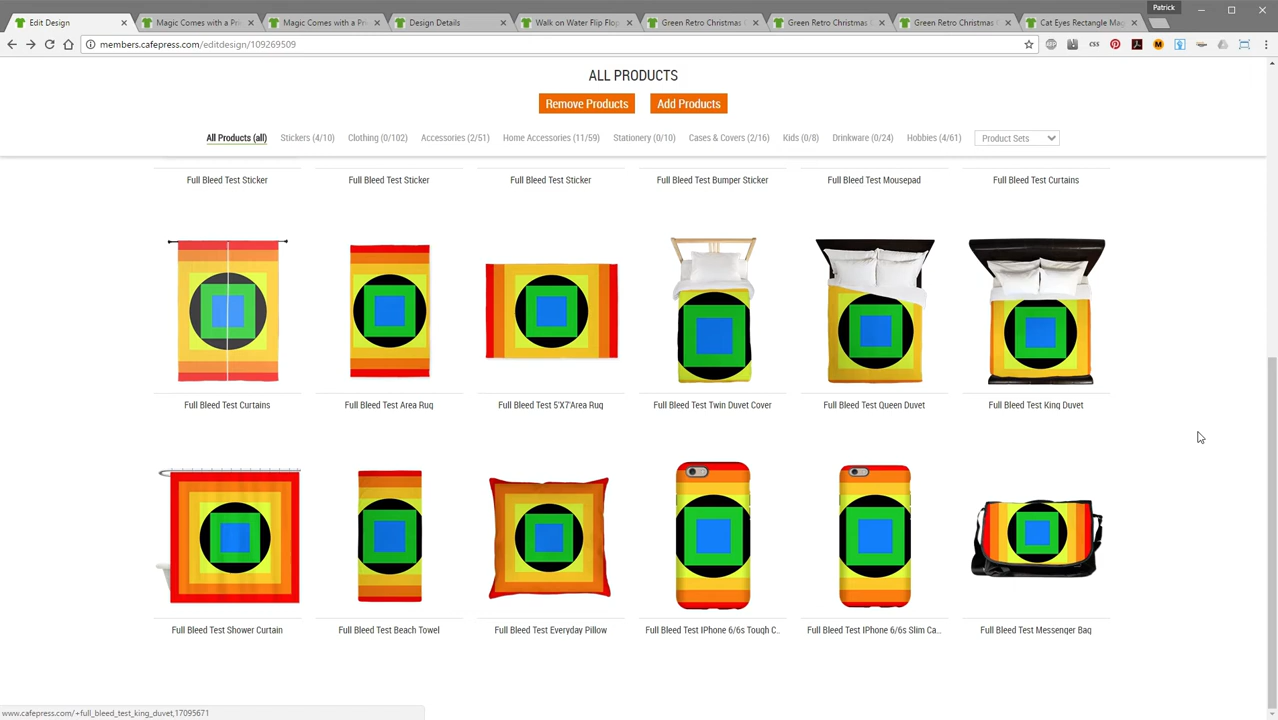 Patrick
Edit Design
Magic Comes with a Pri
Magic Comes with a Pri
Design Details
Walk on Water Flip Flop
Green Retro Christmas
Green Retro Christmas
Green Retro Christmas
Cat Eyes Rectangle Mag
members.cafepress.com/editdesign/109269509
CSS
ALL PRODUCTS
Remove Products
Add Products
All Products (all)
Stickers (4/10)
Clothing (0/102)
Accessories (2/51)
Home Accessories (11/59)
Stationery (0/10)
Cases & Covers (2/16)
Kids (0/8)
Drinkware (0/24)
Hobbies (4/61)
Product Sets
Full Bleed Test Sticker
Full Bleed Test Sticker
Full Bleed Test Sticker
Full Bleed Test Bumper Sticker
Full Bleed Test Mousepad
Full Bleed Test Curtains
Full Bleed Test Curtains
Full Bleed Test Area Rug
Full Bleed Test 5'X7'Area Rug
Full Bleed Test Twin Duvet Cover
Full Bleed Test Queen Duvet
Full Bleed Test King Duvet
Full Bleed Test Shower Curtain
Full Bleed Test Beach Towel
Full Bleed Test Everyday Pillow
Full Bleed Test IPhone 6/6s Tough C..
Full Bleed Test IPhone 6/6s Slim Ca...
Full Bleed Test Messenger Bag
www.cafepress.com/+full_bleed_test_king_duvet,17095671